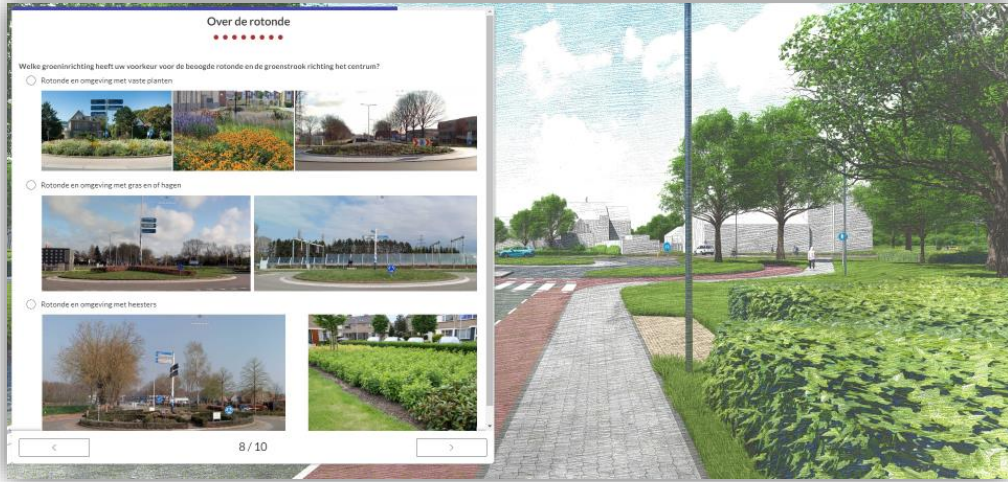 Over de rotonde
Welke groeninrichting heeft uw voorkeur voor de beoogde rotonde en de groenstrook richting het centrum?
Rotonde en omgeving met vaste planten
Rotonde en omgeving met gras en of hagen
Rotonde en omgeving met heesters
8 / 10